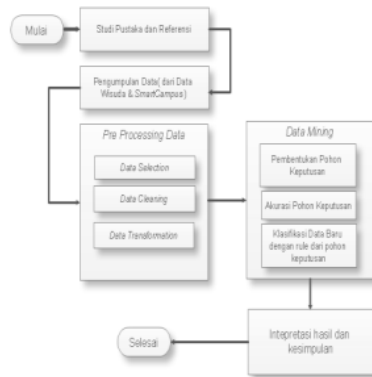 Mulai
Studi Pustaka dan Referensi
Pengumpulan Data( dari Data
Wisuda & SmartCampus)
Pre Processing Data
Data Selection
Data Cleaning
Data Transformation
Data Mining
Pembentukan Pohon
Keputusan
Akurasi Pohon Keputusan
Klasifikasi Data Baru
dengan rule dari pohon
keputusan
Intepretasi hasil dan
kesimpulan
Selesai